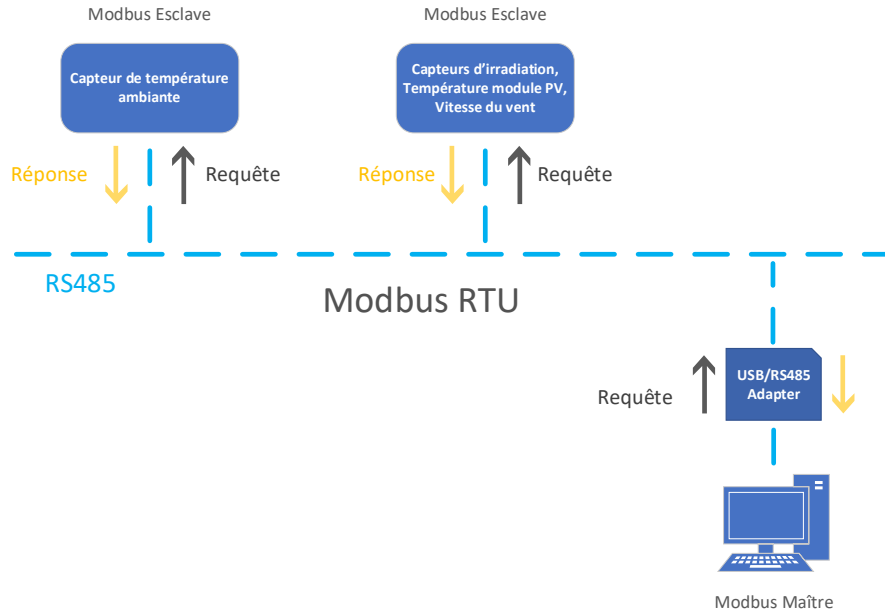 Modbus Esclave
Modbus Esclave
Capteur de température
ambiante
Capteurs d’irradiation,
Température module PV,
Vitesse du vent
Réponse
Requête
Réponse
Requête
RS485
Modbus RTU
USB/RS485
Adapter
Requête
Modbus Maître